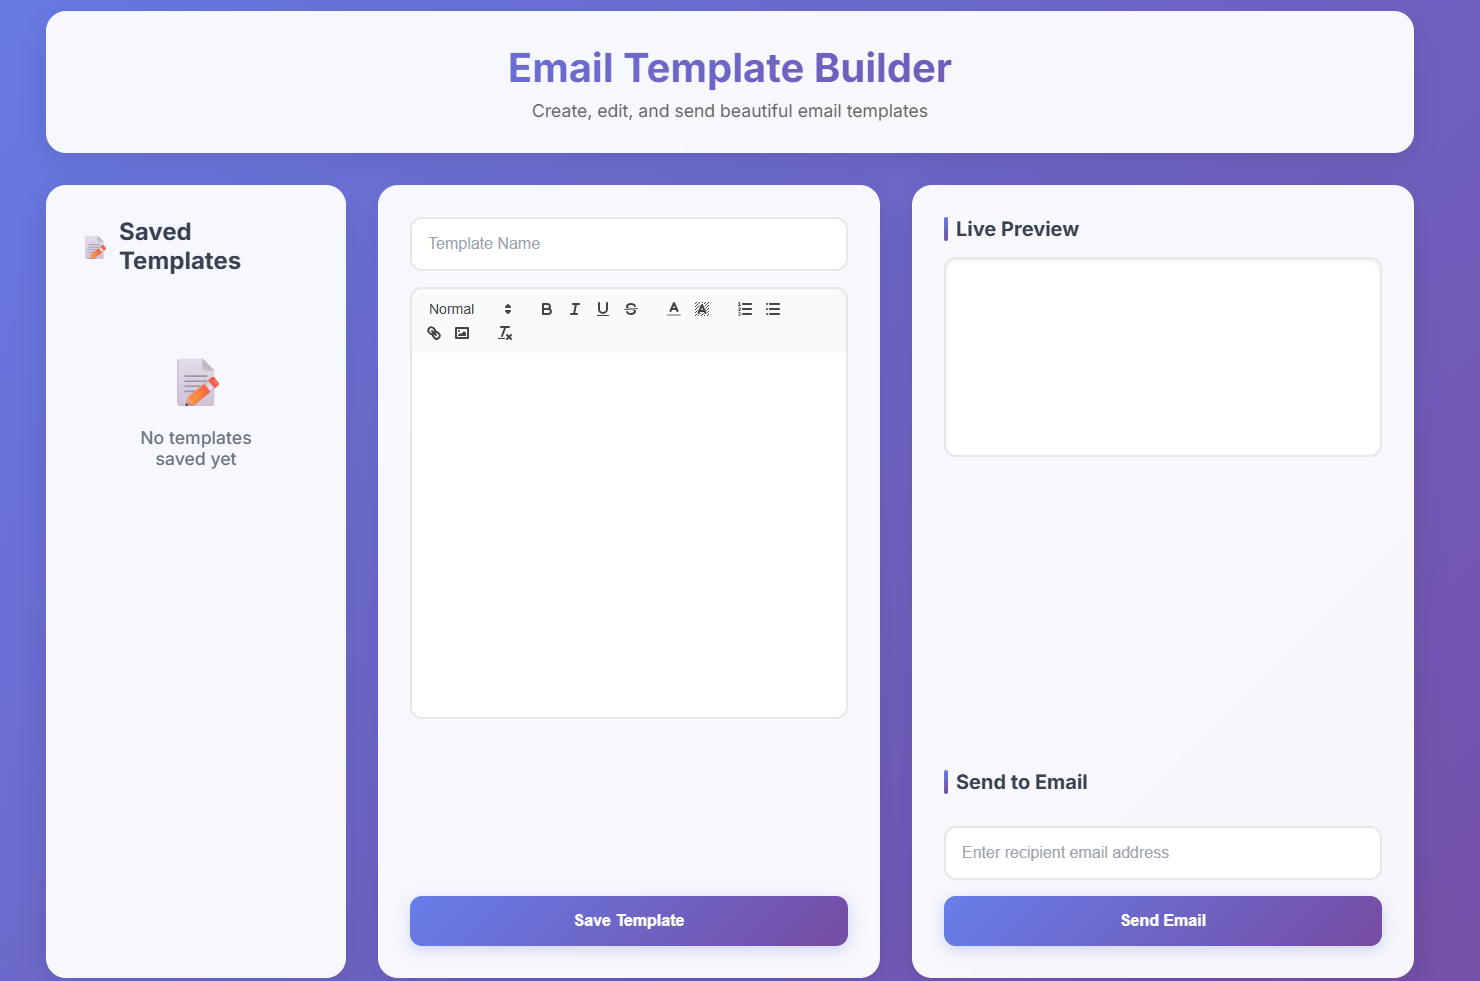 Email Template Builder
Create, edit, and send beautiful email templates
Saved
Templates
No templates
saved yet
Template Name
Normal
Save Template
Live Preview
Send to Email
Enter recipient email address
Send Email